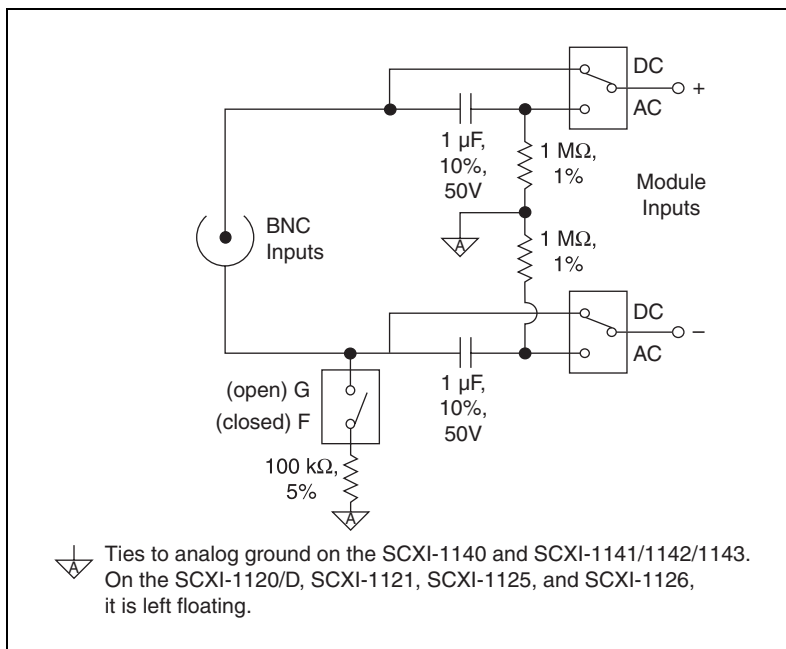 DC
+
AC
1 µF,
10%,
50V
1 MΩ,
1%
Module
Inputs
A
BNC
Inputs
1 MΩ,
1%
DC
–
AC
(open) G
(closed) F
1 µF,
10%,
50V
100 kΩ,
5%
A
A
Ties to analog ground on the SCXI-1140 and SCXI-1141/1142/1143.
On the SCXI-1120/D, SCXI-1121, SCXI-1125, and SCXI-1126,
it is left floating.